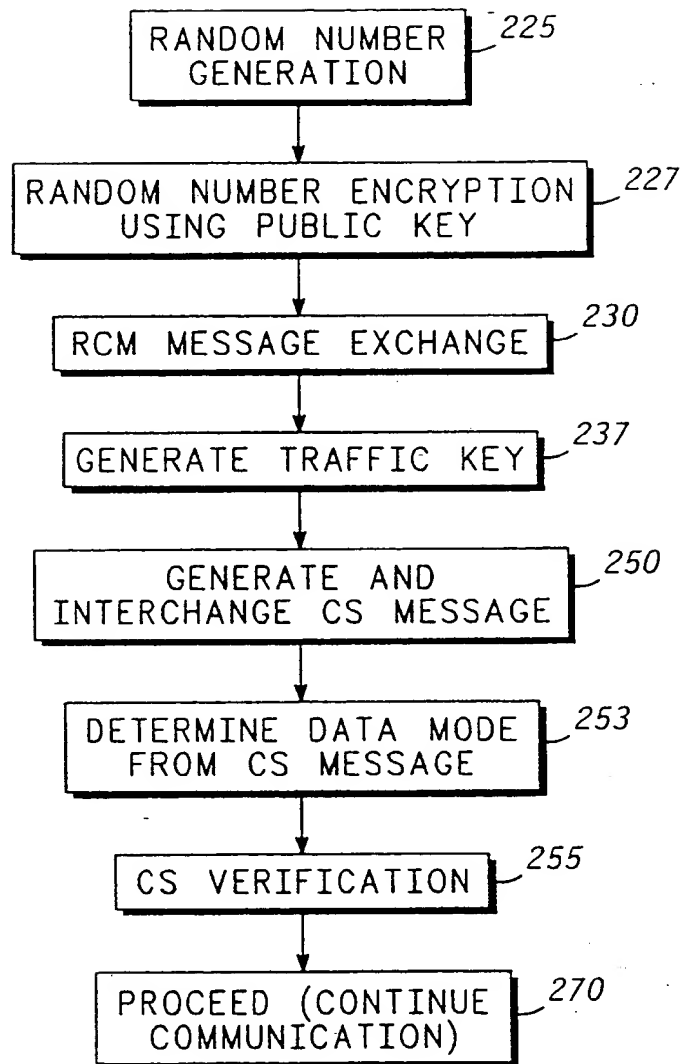 RANDOM NUMBER
GENERATION
225
RANDOM NUMBER ENCRYPTION
USING PUBLIC KEY
227
RCM MESSAGE EXCHANGE
230
GENERATE TRAFFIC KEY
237
GENERATE AND
INTERCHANGE CS MESSAGE
250
DETERMINE DATA MODE
FROM CS MESSAGE
253
CS VERIFICATION
255
PROCEED (CONTINUE
COMMUNICATION)
270